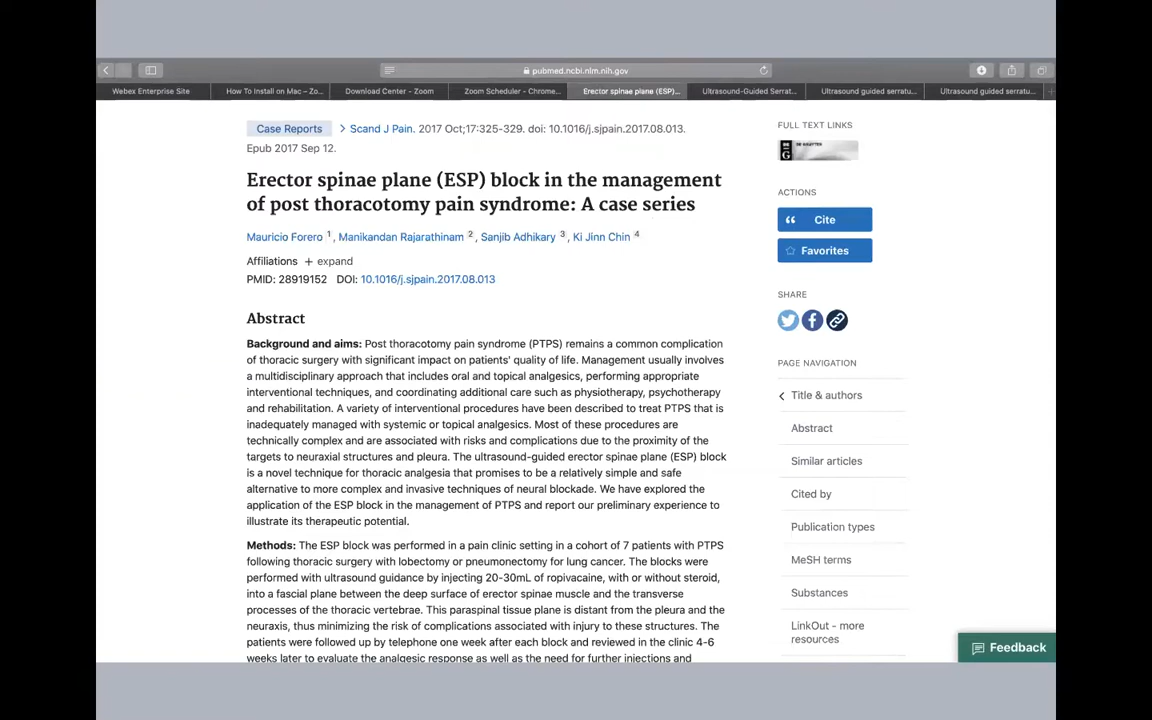 pubmed.ncbi.nlm.nih.gov
Webex Enterprise Site
How To Install on Mac – Zo...
Download Center - Zoom
Zoom Scheduler - Chrome...
Erector spinae plane (ESP)...
Ultrasound-Guided Serrat...
Ultrasound guided serratu...
Ultrasound guided serratu...
Case Reports
Scand J Pain. 2017 Oct;17:325-329. doi: 10.1016/j.sjpain.2017.08.013.
Epub 2017 Sep 12.
Erector spinae plane (ESP) block in the management
of post thoracotomy pain syndrome: A case series
Mauricio Forero 1, Manikandan Rajarathinam 2, Sanjib Adhikary 3, Ki Jinn Chin 4
Affiliations + expand
PMID: 28919152 DOI: 10.1016/j.sjpain.2017.08.013
Abstract
Background and aims: Post thoracotomy pain syndrome (PTPS) remains a common complication
of thoracic surgery with significant impact on patients' quality of life. Management usually involves
a multidisciplinary approach that includes oral and topical analgesics, performing appropriate
interventional techniques, and coordinating additional care such as physiotherapy, psychotherapy
and rehabilitation. A variety of interventional procedures have been described to treat PTPS that is
inadequately managed with systemic or topical analgesics. Most of these procedures are
technically complex and are associated with risks and complications due to the proximity of the
targets to neuraxial structures and pleura. The ultrasound-guided erector spinae plane (ESP) block
is a novel technique for thoracic analgesia that promises to be a relatively simple and safe
alternative to more complex and invasive techniques of neural blockade. We have explored the
application of the ESP block in the management of PTPS and report our preliminary experience to
illustrate its therapeutic potential.
Methods: The ESP block was performed in a pain clinic setting in a cohort of 7 patients with PTPS
following thoracic surgery with lobectomy or pneumonectomy for lung cancer. The blocks were
performed with ultrasound guidance by injecting 20-30mL of ropivacaine, with or without steroid,
into a fascial plane between the deep surface of erector spinae muscle and the transverse
processes of the thoracic vertebrae. This paraspinal tissue plane is distant from the pleura and the
neuraxis, thus minimizing the risk of complications associated with injury to these structures. The
patients were followed up by telephone one week after each block and reviewed in the clinic 4-6
weeks later to evaluate the analgesic response as well as the need for further injections and
FULL TEXT LINKS
DE
G
DE GRUYTER
ACTIONS
Cite
Favorites
SHARE
PAGE NAVIGATION
Title & authors
Abstract
Similar articles
Cited by
Publication types
MeSH terms
Substances
LinkOut - more
resources
Feedback